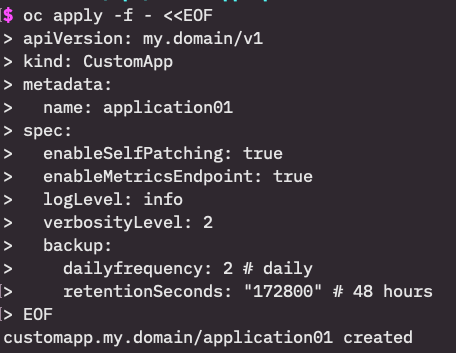 $ oc apply -f - <<EOF
> apiVersion: my.domain/v1
> kind: CustomApp
> metadata:
>   name: application01
> spec:
>   enableSelfPatching: true
>   enableMetricsEndpoint: true
>   logLevel: info
>   verbosityLevel: 2
>   backup:
>     dailyfrequency: 2 # daily
>     retentionSeconds: "172800" # 48 hours
> EOF
customapp.my.domain/application01 created